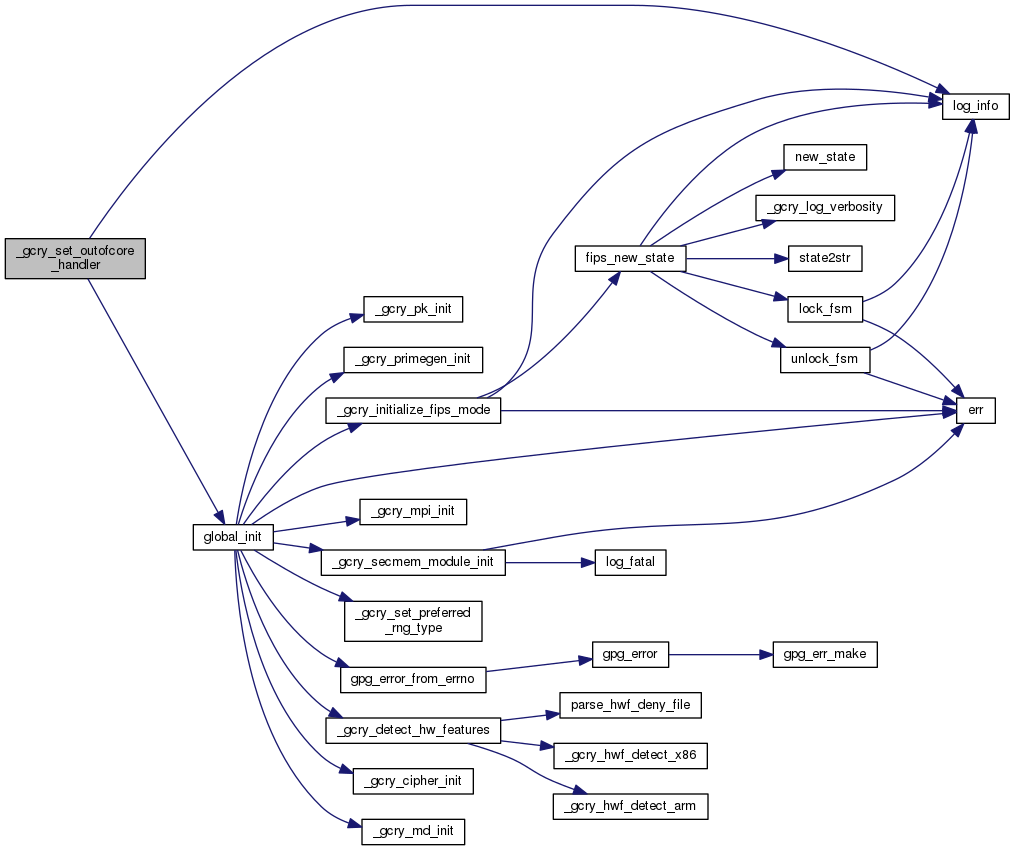 log_info
new_state
_gcry_log_verbosity
_gcry_set_outofcore
_handler
fips_new_state
state2str
lock_fsm
_gcry_pk_init
unlock_fsm
_gcry_primegen_init
_gcry_initialize_fips_mode
err
_gcry_mpi_init
global_init
_gcry_secmem_module_init
log_fatal
_gcry_set_preferred
_rng_type
gpg_error
gpg_err_make
gpg_error_from_errno
parse_hwf_deny_file
_gcry_detect_hw_features
_gcry_hwf_detect_x86
_gcry_cipher_init
_gcry_hwf_detect_arm
_gcry_md_init